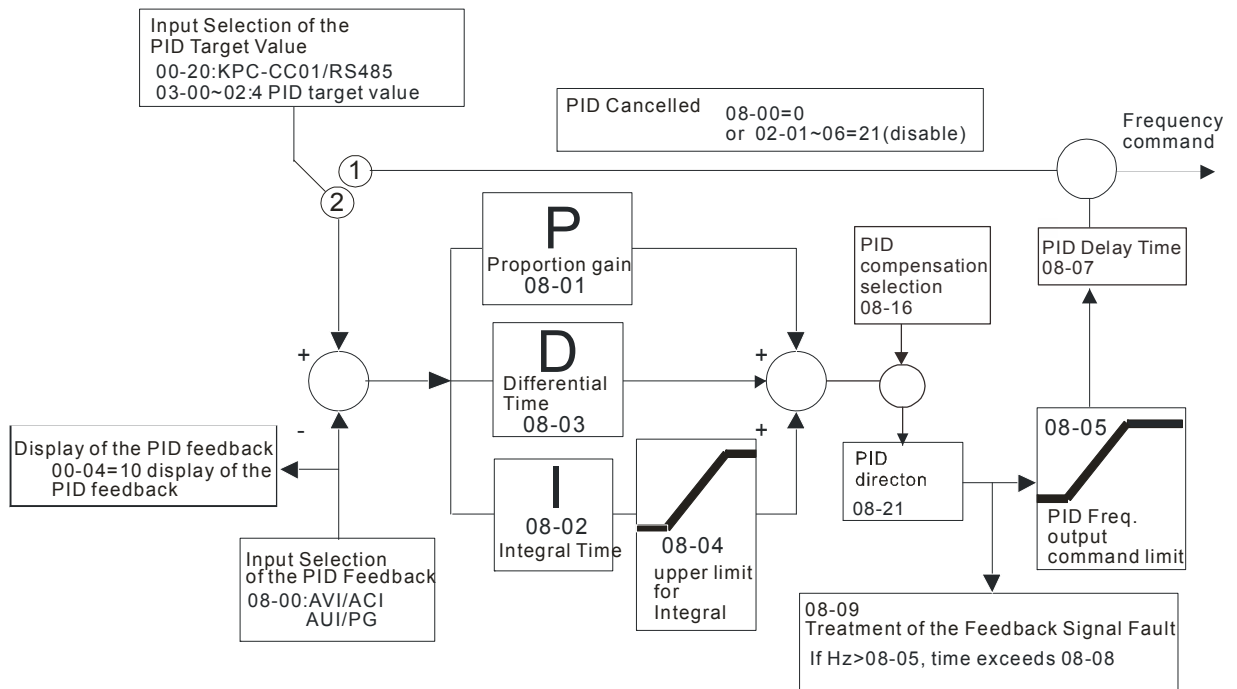 Input Selection of the
PID Target Value
00-20:KPC-CC01/RS485
03-00~02:4 PID target value
PID Cancelled
08-00=0
or 02-01~06=21(disable)
Frequency
command
1
2
P
Proportion gain
08-01
PID
compensation
selection
08-16
PID Delay Time
08-07
+
-
D
Differential
Time
08-03
+
+
Display of the PID feedback
00-04=10 display of the
PID feedback
I
08-02
Integral Time
08-04
upper limit
for
Integral
PID
directon
08-21
08-05
PID Freq.
output
command limit
Input Selection
of the PID Feedback
08-00:AVI/ACI
AUI/PG
08-09
Treatment of the Feedback Signal Fault
If Hz>08-05, time exceeds 08-08